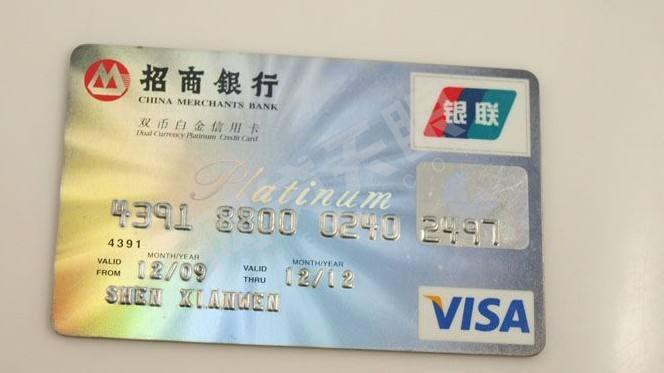 招商銀行
CHINA MERCHANTS BANK
银联
双币白金信用卡
Dual Currency Platinum Credit Card
Platinum
4391 8800 0240 2497
4391
MONTH/YEAR MONTH/YEAR
VALID FROM 12/09 VALID THRU 12/12
SHEN XIANWEN
VISA